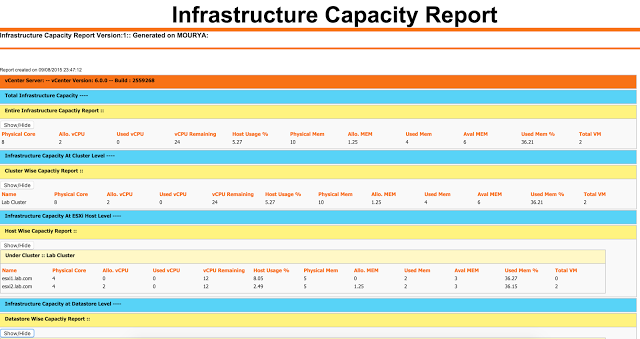 Infrastructure Capacity Report
Infrastructure Capacity Report Version:1:: Generated on MOURYA:
Report created on 09/08/2015 23:47:12
vCenter Server: -- vCenter Version: 6.0.0 -- Build : 2559268
Total Infrastructure Capacity ----
Entire Infrastructure Capactiy Report ::
Show/Hide
Physical Core Allo. vCPU Used vCPU vCPU Remaining Host Usage % Physical Mem Allo. MEM Used Mem Aval MEM Used Mem % Total VM
8 2 0 24 5.27 10 1.25 4 6 36.21 2
Infrastructure Capacity At Cluster Level ----
Cluster Wise Capactiy Report ::
Show/Hide
Name Physical Core Allo. vCPU Used vCPU vCPU Remaining Host Usage % Physical Mem Allo. MEM Used Mem Aval MEM Used Mem % Total VM
Lab Cluster 8 2 0 24 5.27 10 1.25 4 6 36.21 2
Infrastructure Capacity At ESXi Host Level ----
Host Wise Capactiy Report ::
Show/Hide
Under Cluster :: Lab Cluster
Name Physical Core Allo. vCPU Used vCPU vCPU Remaining Host Usage % Physical Mem Allo. MEM Used Mem Aval MEM Used Mem % Total VM
esxi1.lab.com 4 0 0 12 8.05 5 0 2 3 36.27 0
esxi2.lab.com 4 2 0 12 2.49 5 1.25 2 3 36.15 2
Infrastructure Capacity at Datastore Level ----
Datastore Wise Capactiy Report ::
Show/Hide